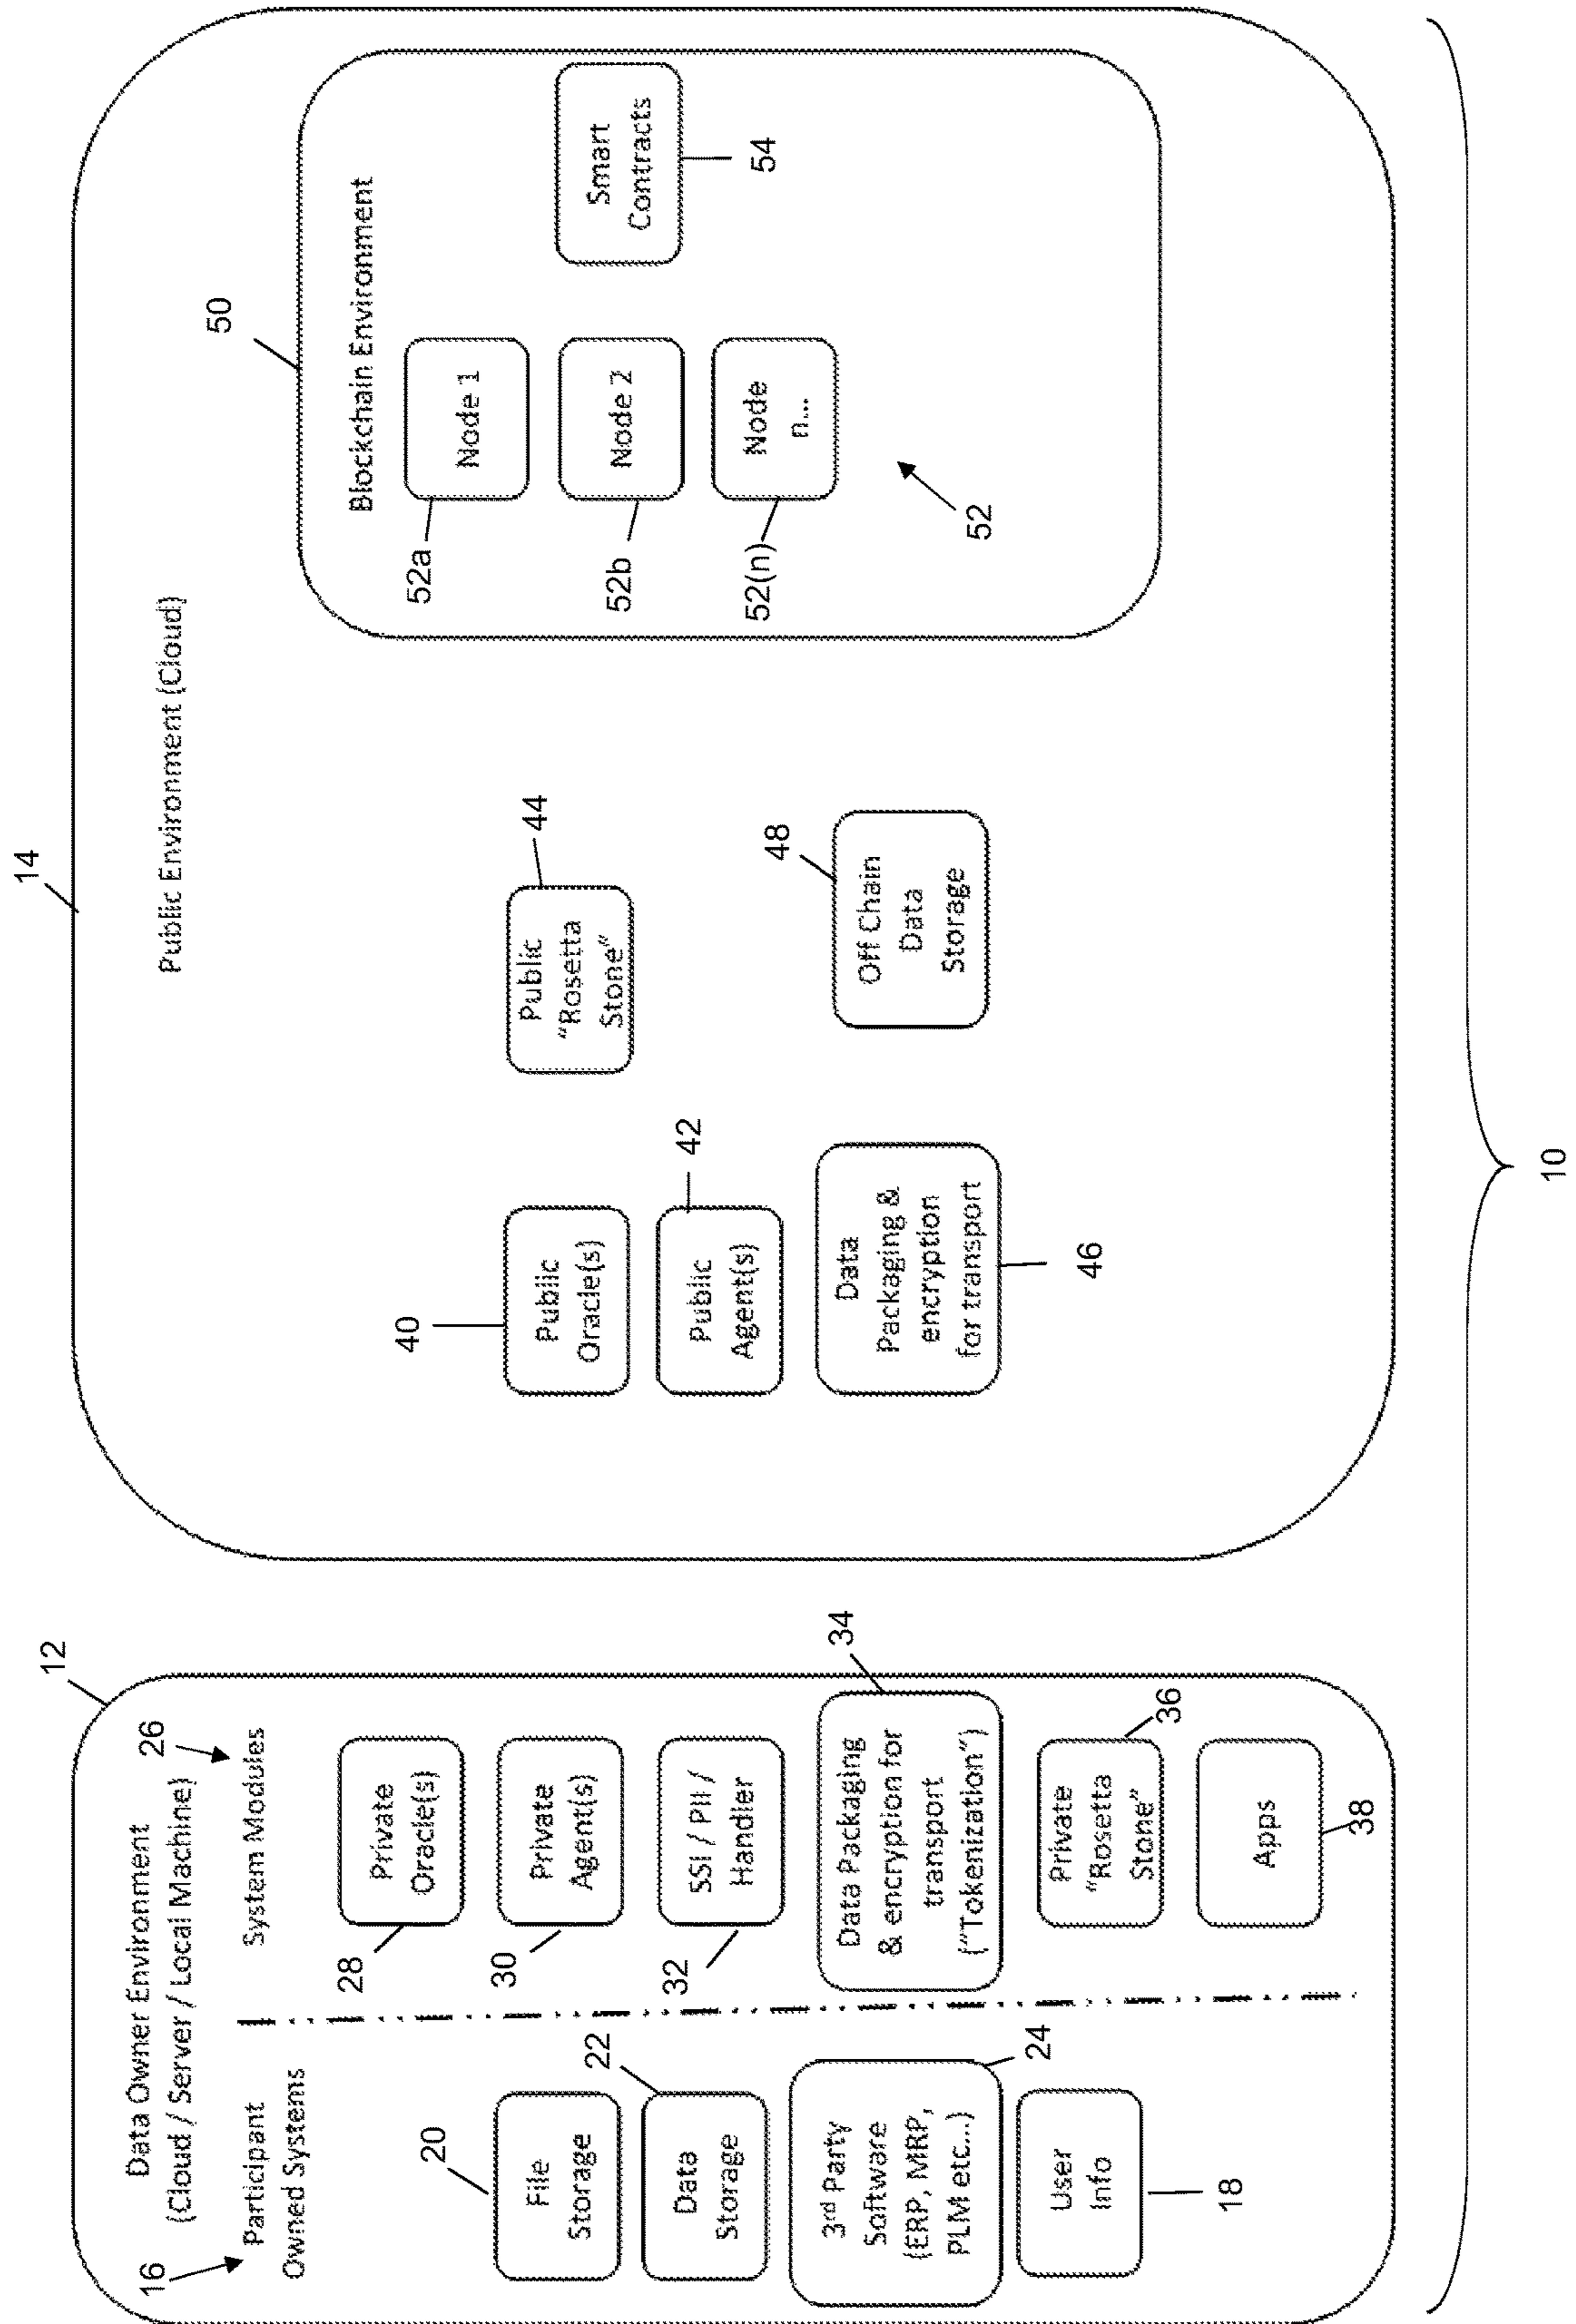 12
Data Owner Environment
(Cloud / Server / Local Machine)
16
Participant
Owned Systems
26
System Modules
20
File
Storage
22
Data
Storage
3rd Party
Software
(ERP, MRP,
PLM etc...)
24
User
Info
18
Private
Oracle(s)
28
Private
Agent(s)
30
SSI / PII /
Handler
32
34
Data Packaging
& encryption for
transport
("Tokenization")
Private
"Rosetta
Stone"
36
Apps
38
14
Public Environment (Cloud)
40
Public
Oracle(s)
42
Public
Agent(s)
Data
Packaging &
encryption
for transport
46
44
Public
"Rosetta
Stone"
48
Off Chain
Data
Storage
50
Blockchain Environment
52a
Node 1
52b
Node 2
52(n)
Node
n...
52
Smart
Contracts
54
10